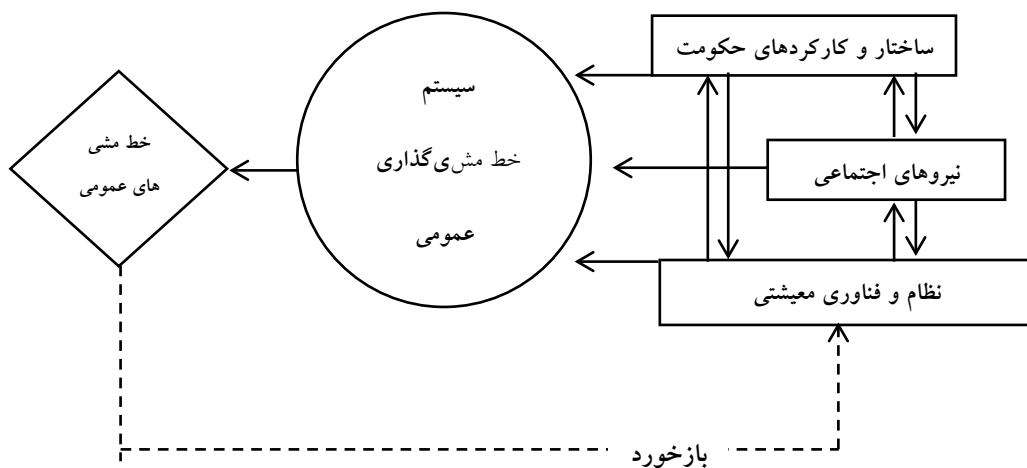 ساختار و کارکردهای حکومت
نیروهای اجتماعی
نظام و فناوری معیشتی
سیستم
خط مشی‌گذاری
عمومی
خط مشی
های عمومی
بازخورد